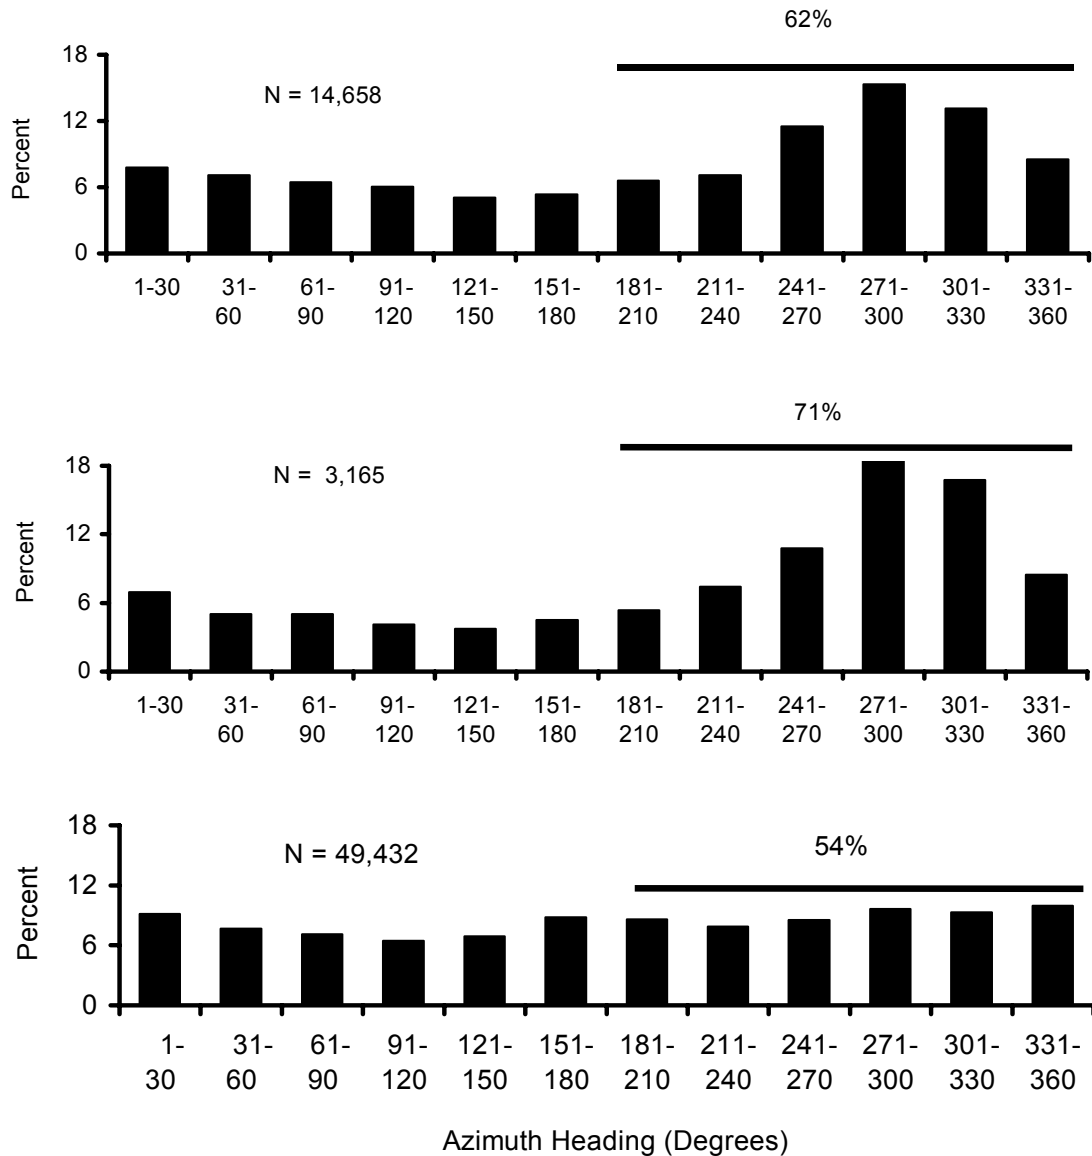 62%
18
N = 14,658
12
Percent
6
0
1-30 31- 61- 91- 121- 151- 181- 211- 241- 271- 301- 331-
60 90 120 150 180 210 240 270 300 330 360
71%
18
N = 3,165
12
Percent
6
0
1-30 31- 61- 91- 121- 151- 181- 211- 241- 271- 301- 331-
60 90 120 150 180 210 240 270 300 330 360
18
N = 49,432
54%
12
Percent
6
0
1- 31- 61- 91- 121- 151- 181- 211- 241- 271- 301- 331-
30 60 90 120 150 180 210 240 270 300 330 360
Azimuth Heading (Degrees)